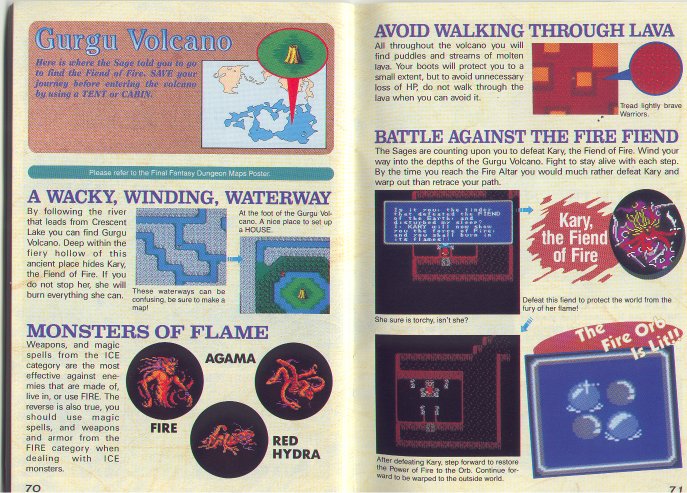 Gurgu Volcano
Here is where the Sage told you to go
to find the Fiend of Fire. SAVE your
journey before entering the volcano
by using a TENT or CABIN.
Please refer to the Final Fantasy Dungeon Maps Poster.
A WACKY, WINDING, WATERWAY
By following the river
that leads from Crescent
Lake you can find Gurgu
Volcano. Deep within the
fiery hollow of this
ancient place hides Kary,
the Fiend of Fire. If you
do not stop her, she will
burn everything she can.
These waterways can be
confusing, be sure to make a
map!
At the foot of the Gurgu Vol-
cano. A nice place to set up
a HOUSE.
MONSTERS OF FLAME
Weapons, and magic
spells from the ICE
category are the most
effective against ene-
mies that are made of,
live in, or use FIRE. The
reverse is also true, you
should use magic
spells, and weapons
and armor from the
FIRE category when
dealing with ICE
monsters.
AGAMA
FIRE
RED
HYDRA
70
AVOID WALKING THROUGH LAVA
All throughout the volcano you will
find puddles and streams of molten
lava. Your boots will protect you to a
small extent, but to avoid unnecessary
loss of HP, do not walk through the
lava when you can avoid it.
Tread lightly brave
Warriors.
BATTLE AGAINST THE FIRE FIEND
The Sages are counting upon you to defeat Kary, the Fiend of Fire. Wind your
way into the depths of the Gurgu Volcano. Fight to stay alive with each step.
By the time you reach the Fire Altar you would much rather defeat Kary and
warp out than retrace your path.
that defeated the FIEND
of the Earth and
I, KARY will now show
you the force of Fire
and you shall burn in
its flames!
She sure is torchy, isn't she?
Kary,
the Fiend
of Fire
Defeat this fiend to protect the world from the
fury of her flame!
After defeating Kary, step forward to restore
the Power of Fire to the Orb. Continue for-
ward to be warped to the outside world.
The
Fire Orb
Is Lit!!
71